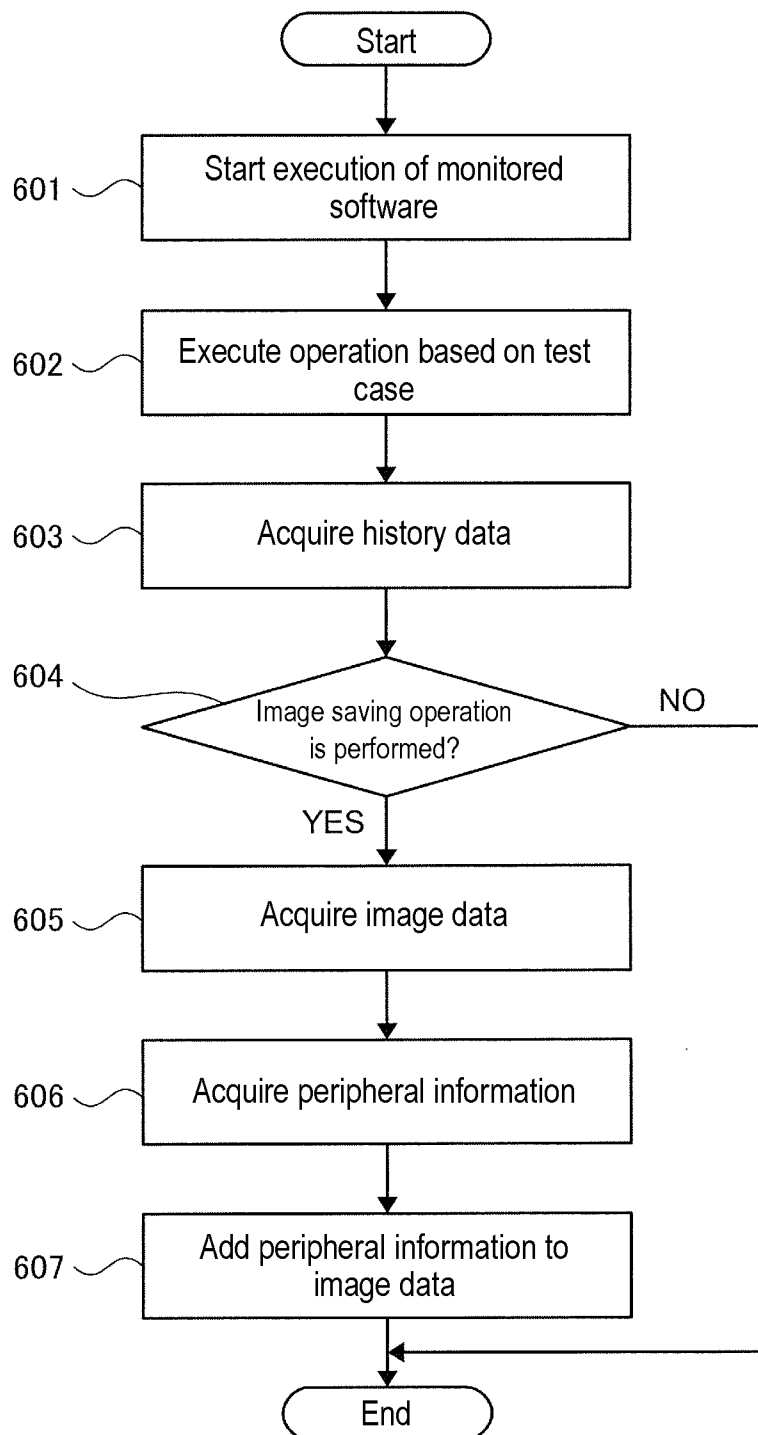 Start
601
Start execution of monitored
software
602
Execute operation based on test
case
603
Acquire history data
604
Image saving operation
is performed?
NO
YES
605
Acquire image data
606
Acquire peripheral information
607
Add peripheral information to
image data
End